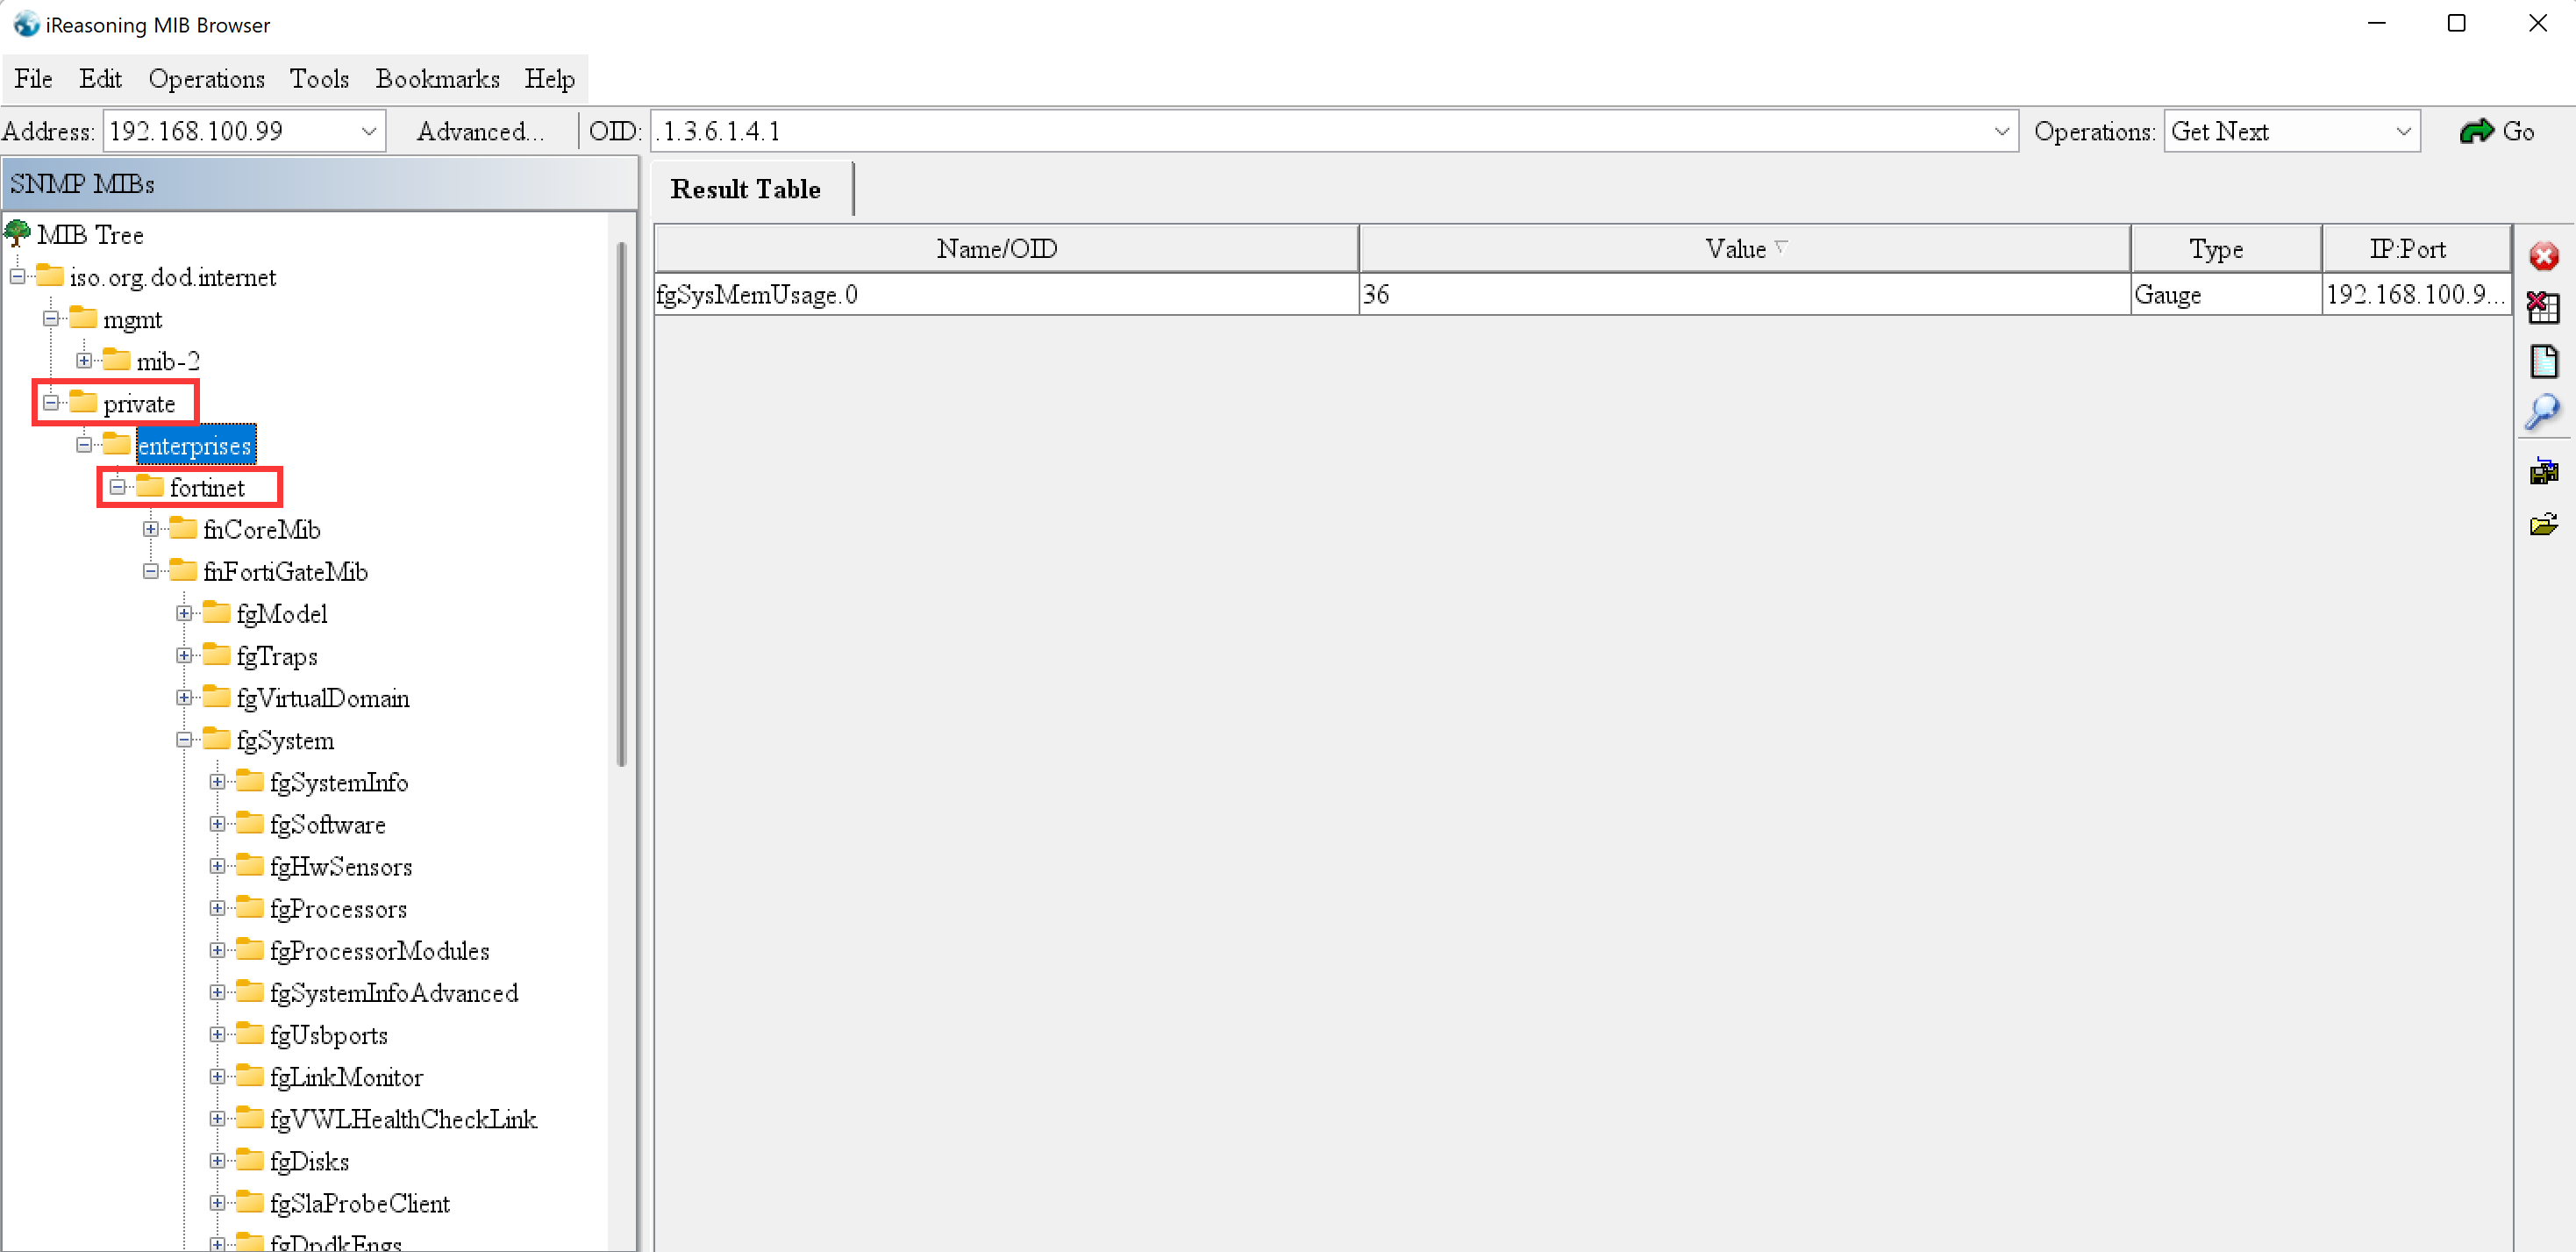 iReasoning MIB Browser
File Edit Operations Tools Bookmarks Help
Address: 192.168.100.99 Advanced... OID: .1.3.6.1.4.1 Operations: Get Next Go
SNMP MIBs
Result Table
MIB Tree
Name/OID Value Type IP:Port
iso.org.dod.internet
fgSysMemUsage.0 36 Gauge 192.168.100.9...
mgmt
mib-2
private
enterprises
fortinet
fnCoreMib
fnFortiGateMib
fgModel
fgTraps
fgVirtualDomain
fgSystem
fgSystemInfo
fgSoftware
fgHwSensors
fgProcessors
fgProcessorModules
fgSystemInfoAdvanced
fgUsbports
fgLinkMonitor
fgVWLHealthCheckLink
fgDisks
fgSlaProbeClient
fgDpdkEngs